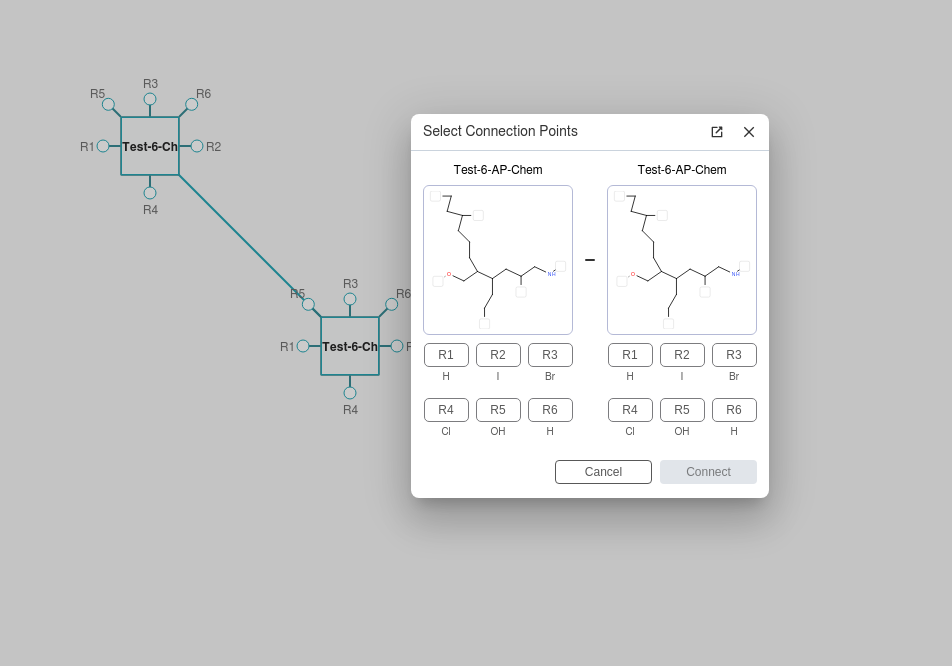 R3
R5
R6
R1
Test-6-Ch
R2
R4
R3
R5
R6
R1
Test-6-Ch
R4
Select Connection Points
Test-6-AP-Chem
Test-6-AP-Chem
O
NH
O
NH
R1 R2 R3
H I Br
R4 R5 R6
Cl OH H
R1 R2 R3
H I Br
R4 R5 R6
Cl OH H
Cancel
Connect